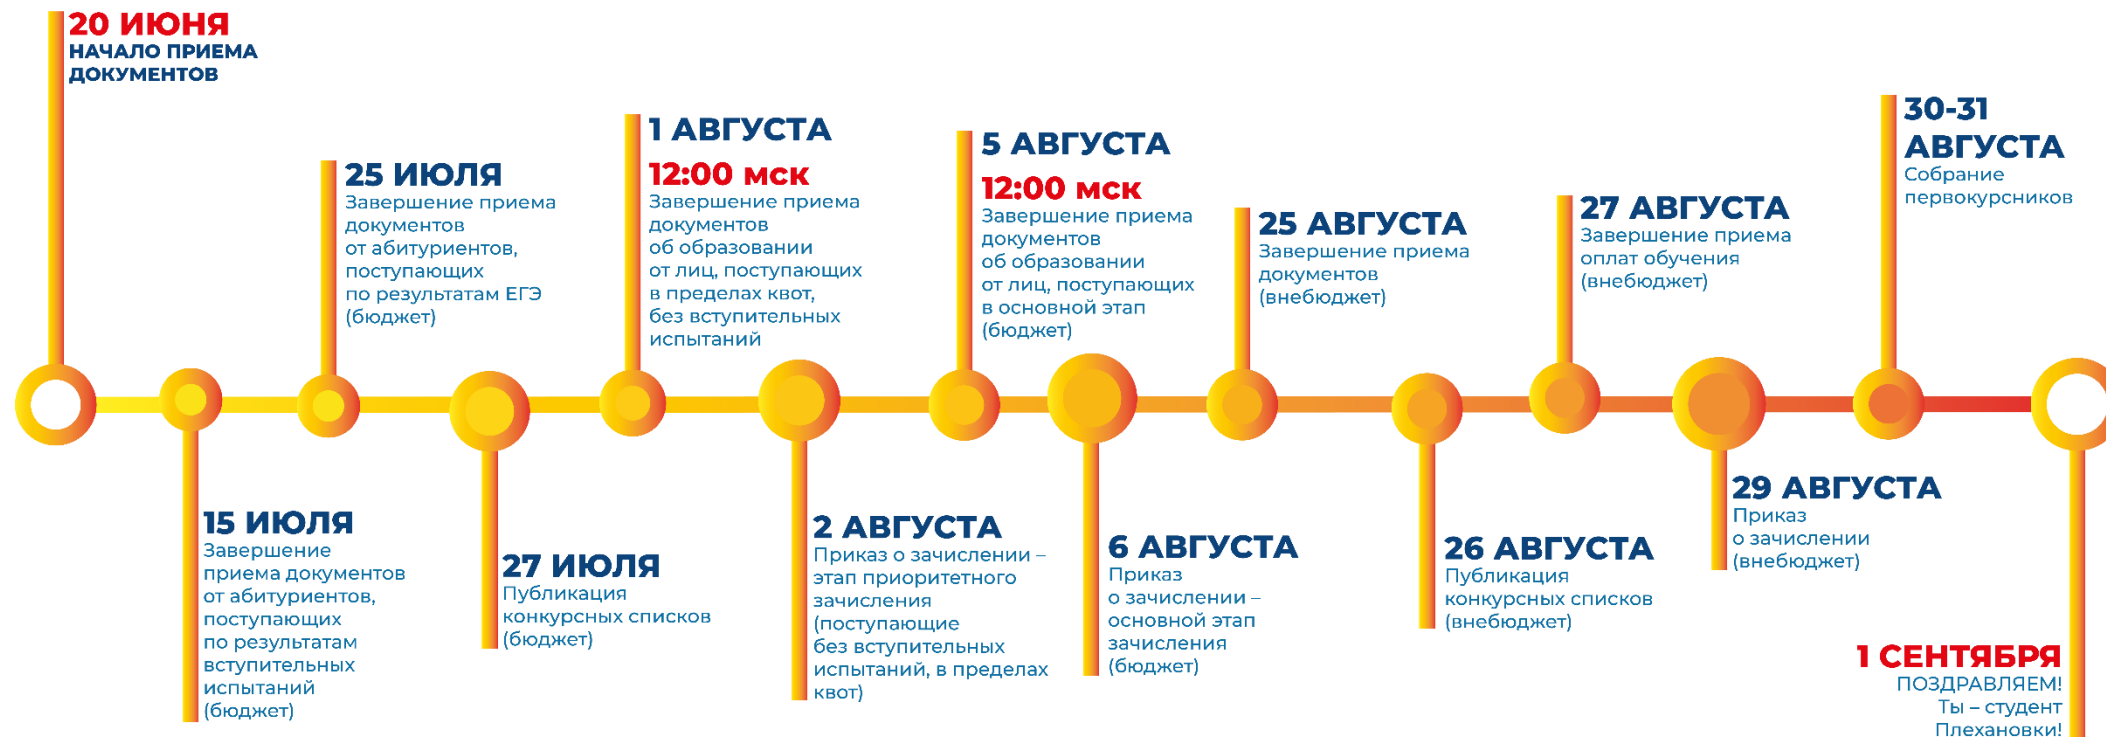 20 ИЮНЯ
НАЧАЛО ПРИЕМА
ДОКУМЕНТОВ
15 ИЮЛЯ
Завершение
приема документов
от абитуриентов,
поступающих
по результатам
вступительных
испытаний
(бюджет)
25 ИЮЛЯ
Завершение приема
документов
от абитуриентов,
поступающих
по результатам ЕГЭ
(бюджет)
27 ИЮЛЯ
Публикация
конкурсных списков
(бюджет)
1 АВГУСТА
12:00 мск
Завершение приема
документов
об образовании
от лиц, поступающих
в пределах квот,
без вступительных
испытаний
2 АВГУСТА
Приказ о зачислении –
этап приоритетного
зачисления
(поступающие
без вступительных
испытаний, в пределах
квот)
5 АВГУСТА
12:00 мск
Завершение приема
документов
об образовании
от лиц, поступающих
в основной этап
(бюджет)
6 АВГУСТА
Приказ
о зачислении –
основной этап
зачисления
(бюджет)
25 АВГУСТА
Завершение приема
документов
(внебюджет)
26 АВГУСТА
Публикация
конкурсных списков
(внебюджет)
27 АВГУСТА
Завершение приема
оплат обучения
(внебюджет)
29 АВГУСТА
Приказ
о зачислении
(внебюджет)
30-31
АВГУСТА
Собрание
первокурсников
1 СЕНТЯБРЯ
ПОЗДРАВЛЯЕМ!
Ты – студент
Плехановки!